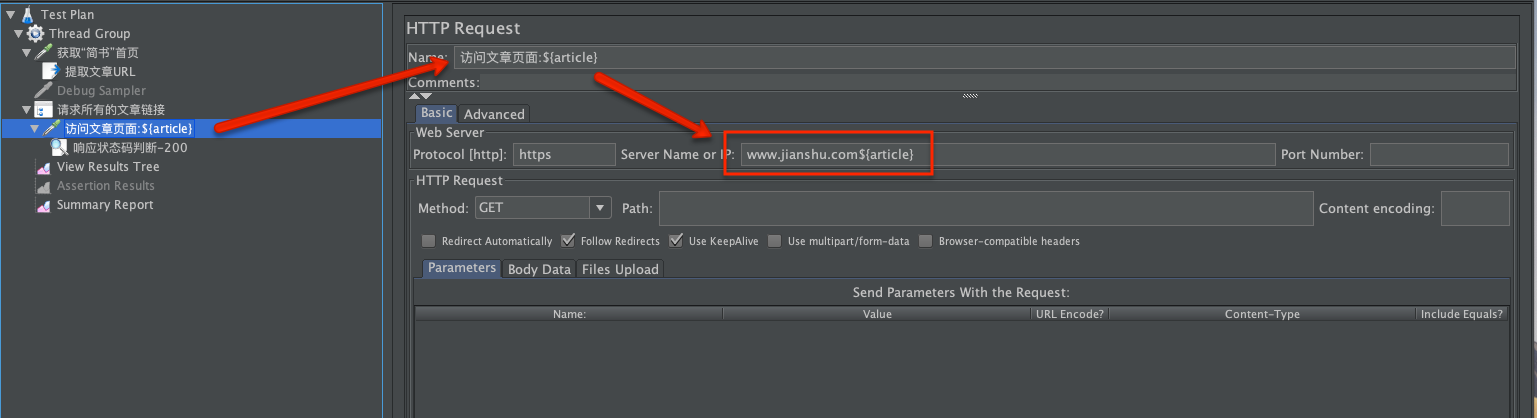 Test Plan
Thread Group
获取“简书”首页
提取文章URL
Debug Sampler
请求所有的文章链接
访问文章页面:${article}
响应状态码判断-200
View Results Tree
Assertion Results
Summary Report
HTTP Request
Name: 访问文章页面:${article}
Comments:
Basic Advanced
Web Server
Protocol [http]: https Server Name or IP: www.jianshu.com${article} Port Number:
HTTP Request
Method: GET Path: Content encoding:
Redirect Automatically Follow Redirects Use KeepAlive Use multipart/form-data Browser-compatible headers
Parameters Body Data Files Upload
Send Parameters With the Request:
Name: Value URL Encode? Content-Type Include Equals?